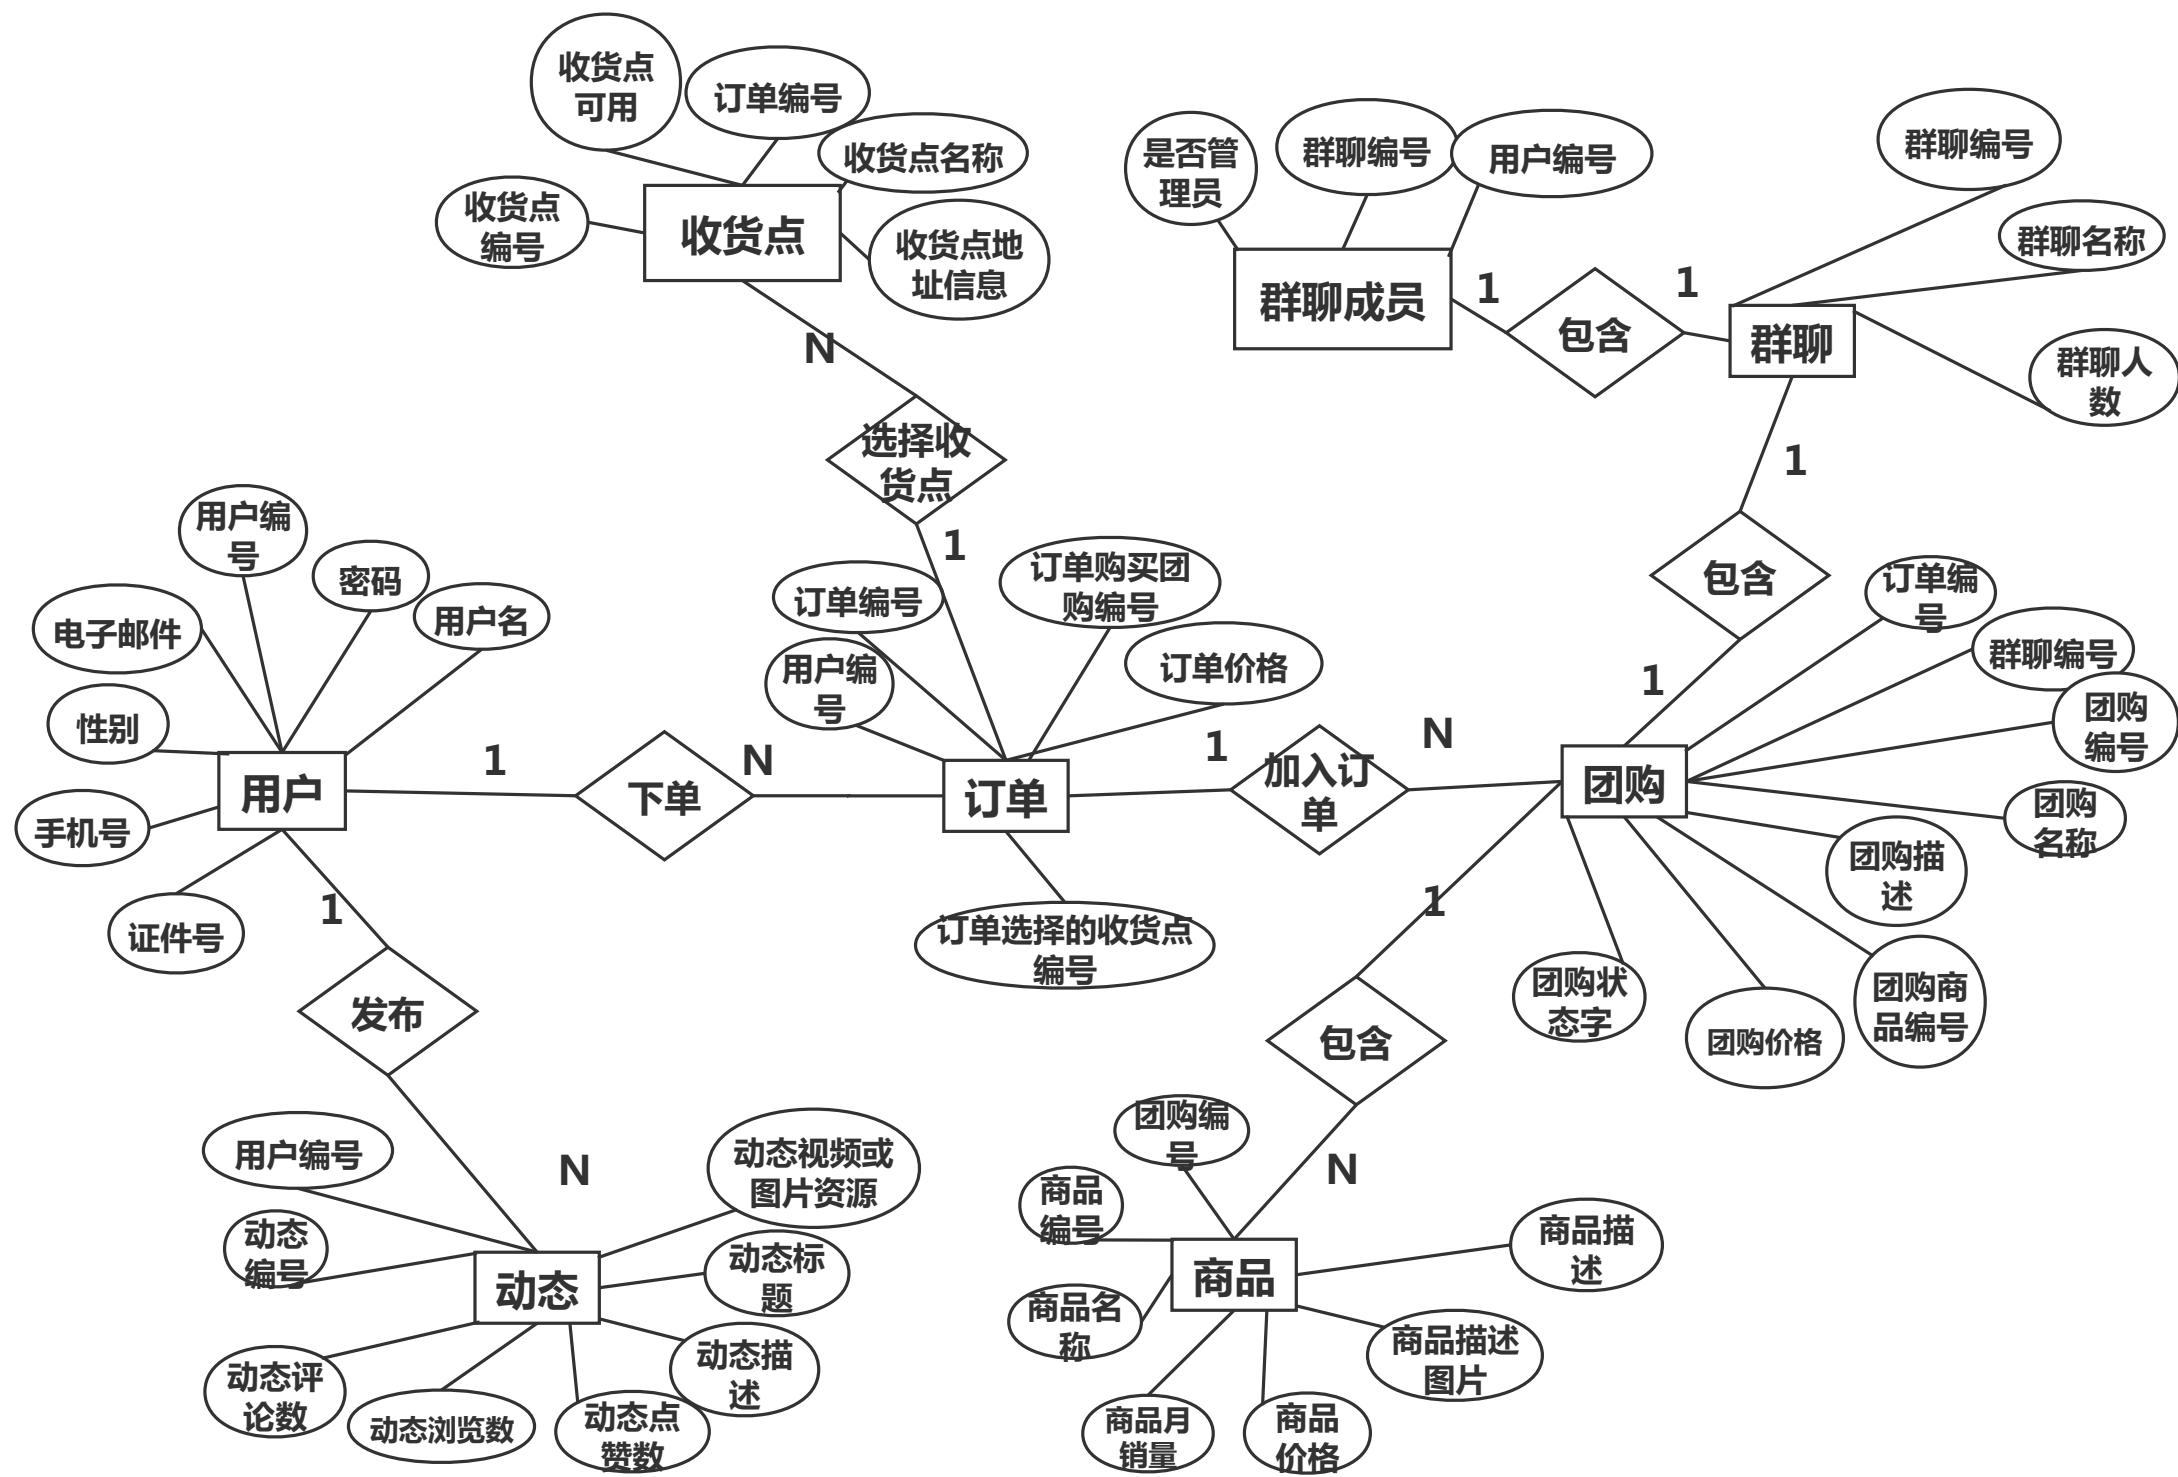 收货点
可用
订单编号
收货点名称
收货点
编号
收货点
收货点地
址信息
N
选择收
货点
1
是否管
理员
群聊编号
用户编号
群聊成员
1
包含
1
群聊编号
群聊名称
群聊
群聊人
数
1
包含
1
用户编
号
密码
电子邮件
用户名
性别
用户
手机号
证件号
1
下单
N
订单编号
订单购买团
购编号
用户编
号
订单价格
订单
订单选择的收货点
编号
1
加入订
单
N
订单编
号
群聊编号
团购
编号
团购
团购
名称
团购描
述
团购商
品编号
团购价格
团购状
态字
1
包含
N
1
发布
N
用户编号
动态视频或
图片资源
动态
编号
动态标
题
动态
动态描
述
动态评
论数
动态浏览数
动态点
赞数
团购编
号
商品
编号
商品描
述
商品
商品名
称
商品描述
图片
商品月
销量
商品
价格